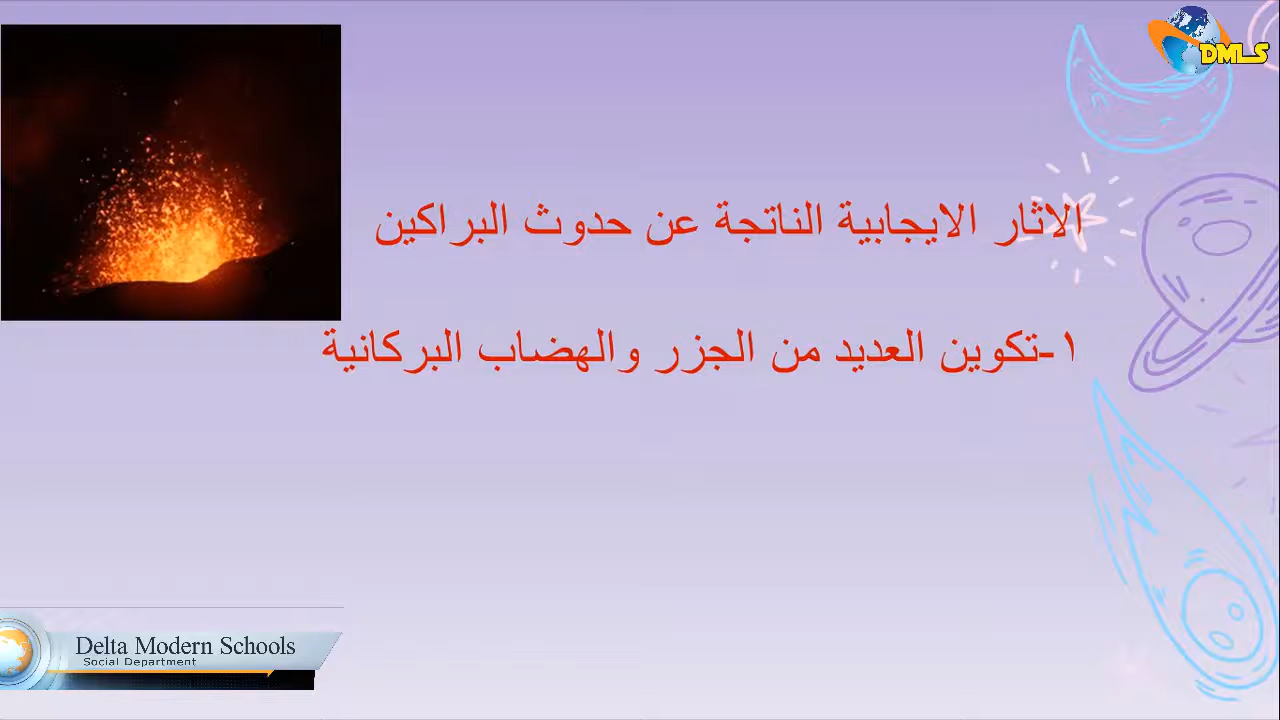 DMLS
الاثار الايجابية الناتجة عن حدوث البراكين
١-تكوين العديد من الجزر والهضاب البركانية
Delta Modern Schools
Social Department